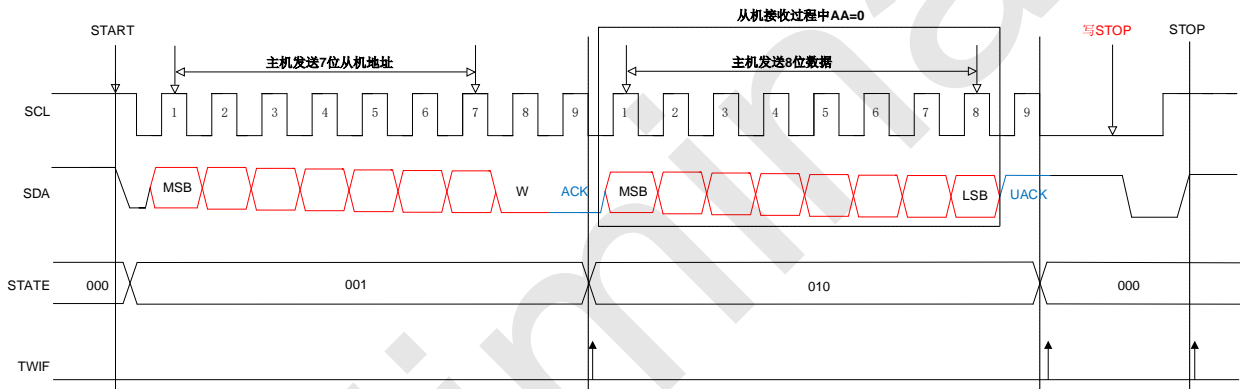 从机接收过程中AA=0
START
写STOP
STOP
主机发送7位从机地址
主机发送8位数据
SCL
1 2 3 4 5 6 7 8 9 1 2 3 4 5 6 7 8 9
SDA
MSB W ACK MSB LSB UACK
STATE
000 001 010 000
TWIF